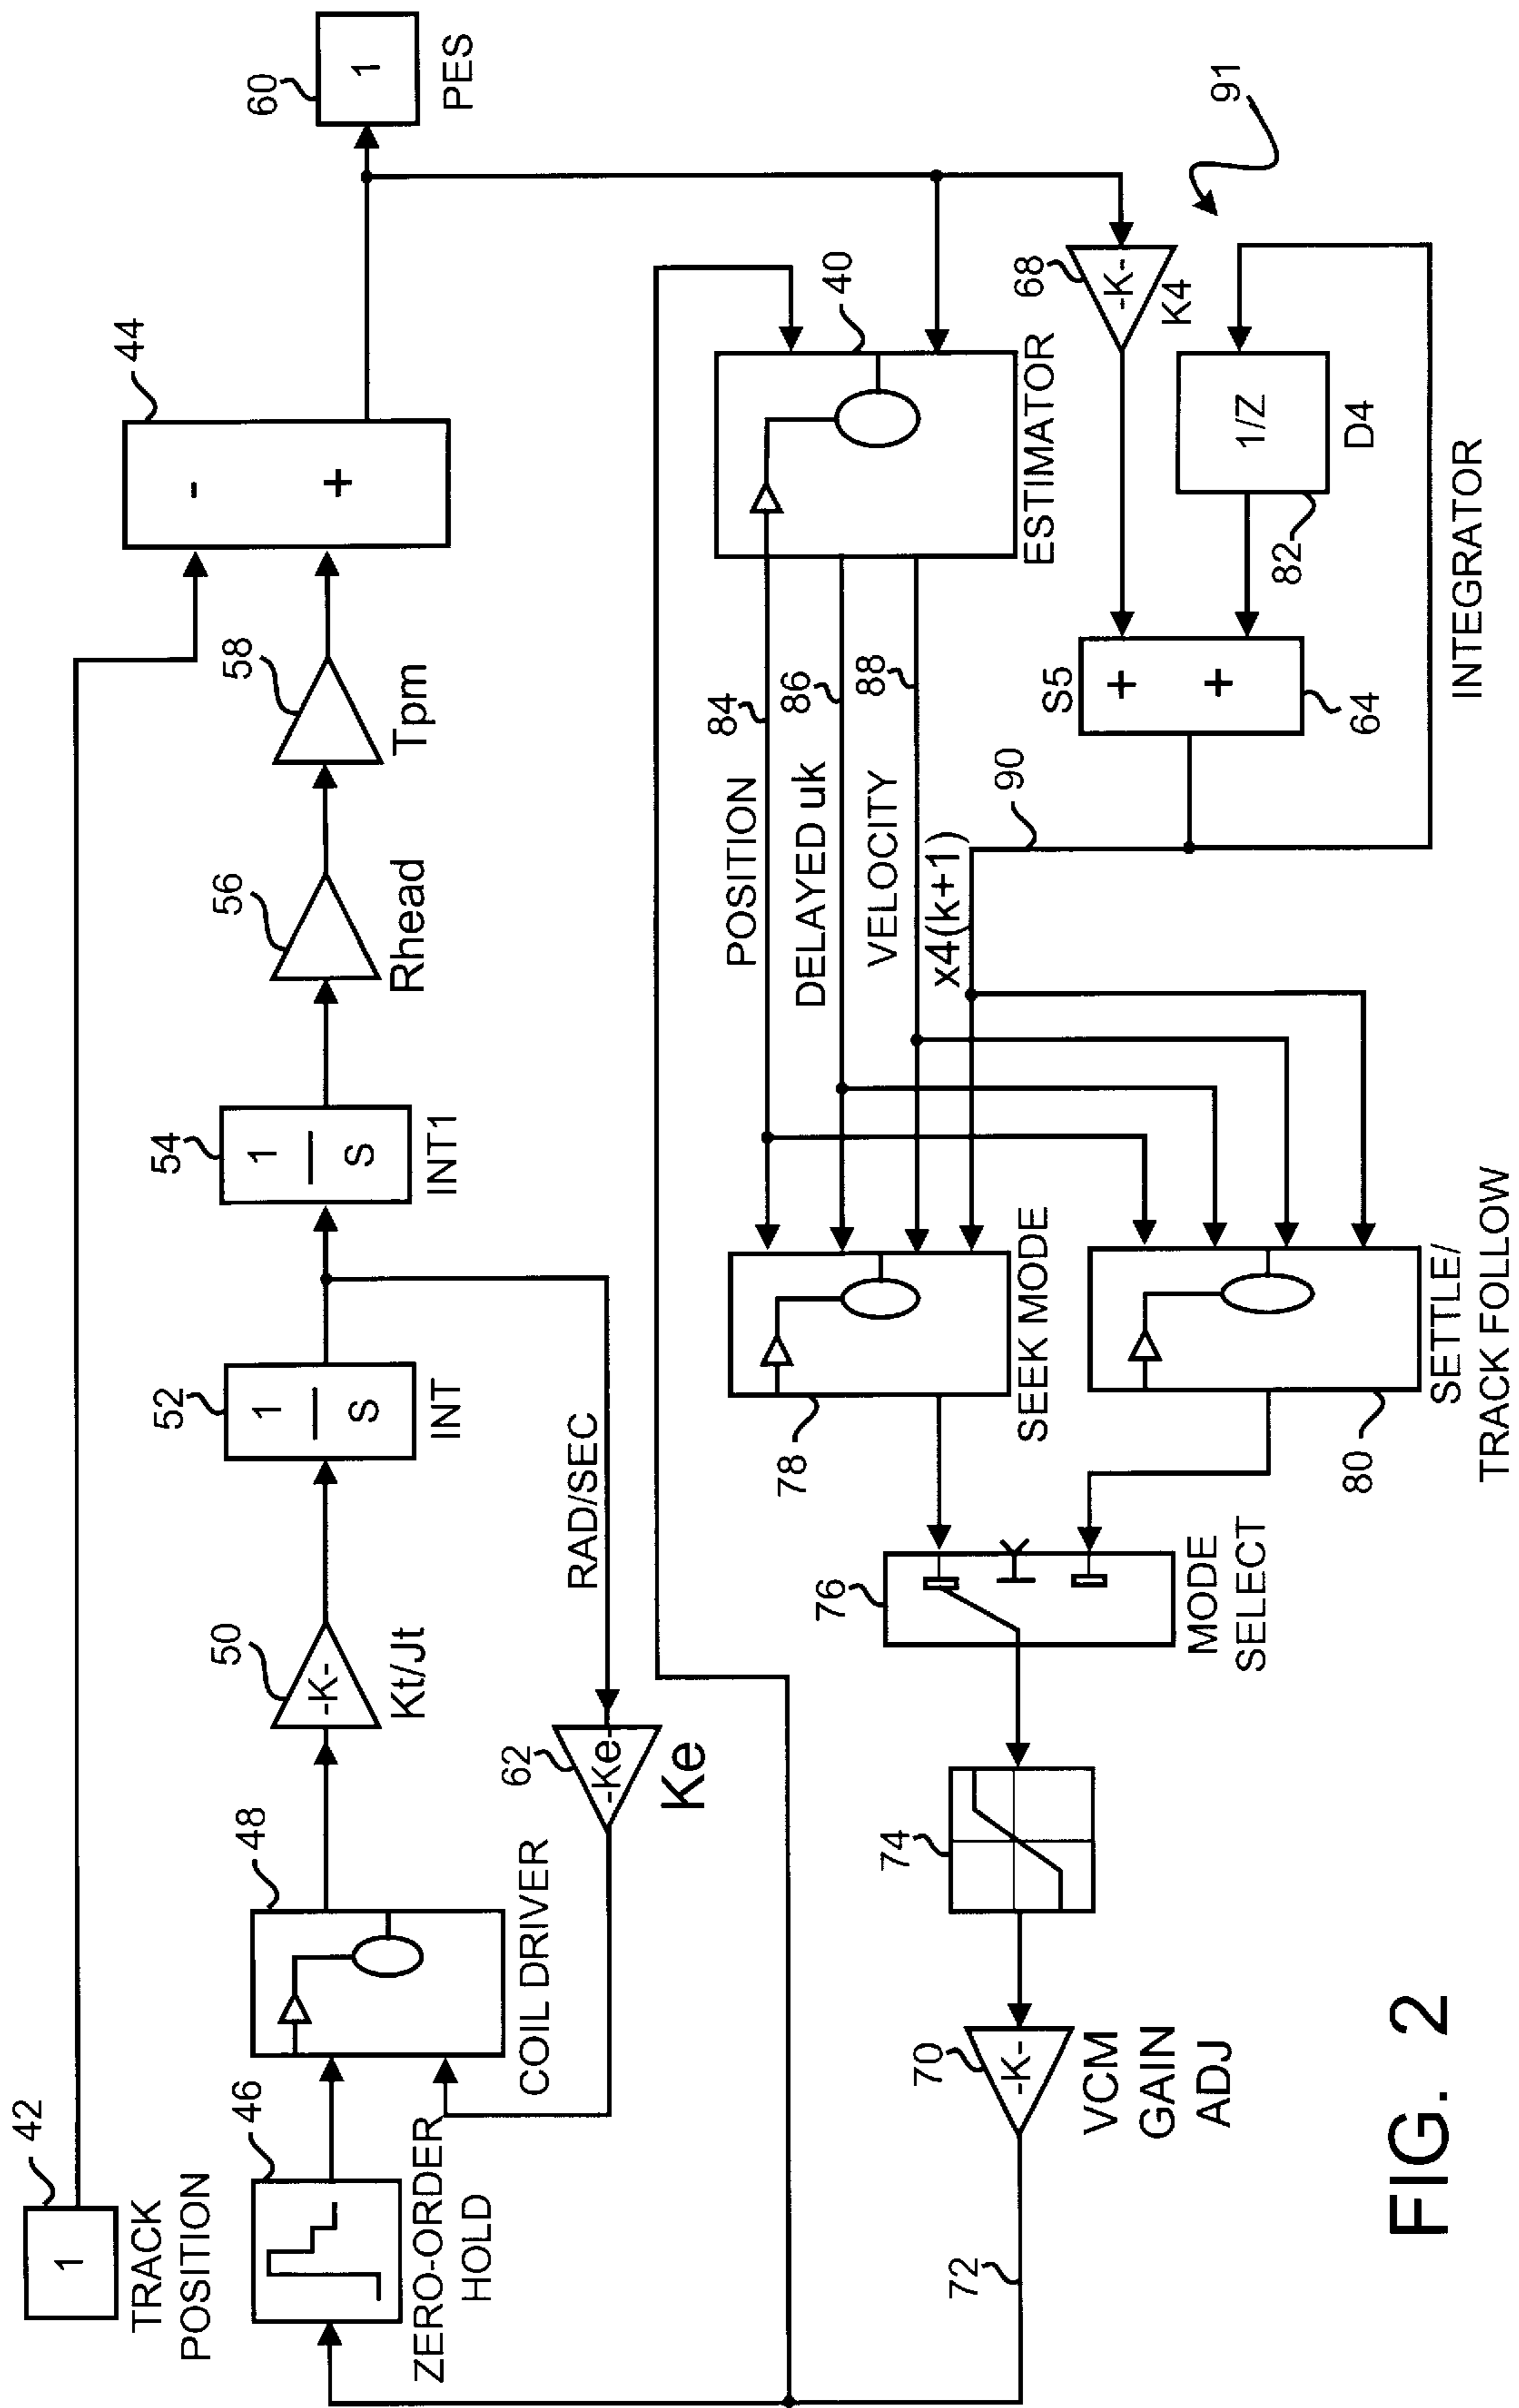 42
1
TRACK
POSITION
44
-
+
60
1
PES
46
ZERO-ORDER
HOLD
48
COIL DRIVER
50
-K-
Kt/Jt
52
1
S
INT
54
1
S
INT1
56
Rhead
58
Tpm
62
-Ke-
Ke
RAD/SEC
40
ESTIMATOR
84
POSITION
86
DELAYED uk
88
VELOCITY
90
x4(k+1)
68
-K-
K4
91
S5
+
+
64
1/Z
82
D4
INTEGRATOR
78
SEEK MODE
80
SETTLE/
TRACK FOLLOW
76
MODE
SELECT
74
70
-K-
VCM
GAIN
ADJ
72
FIG. 2